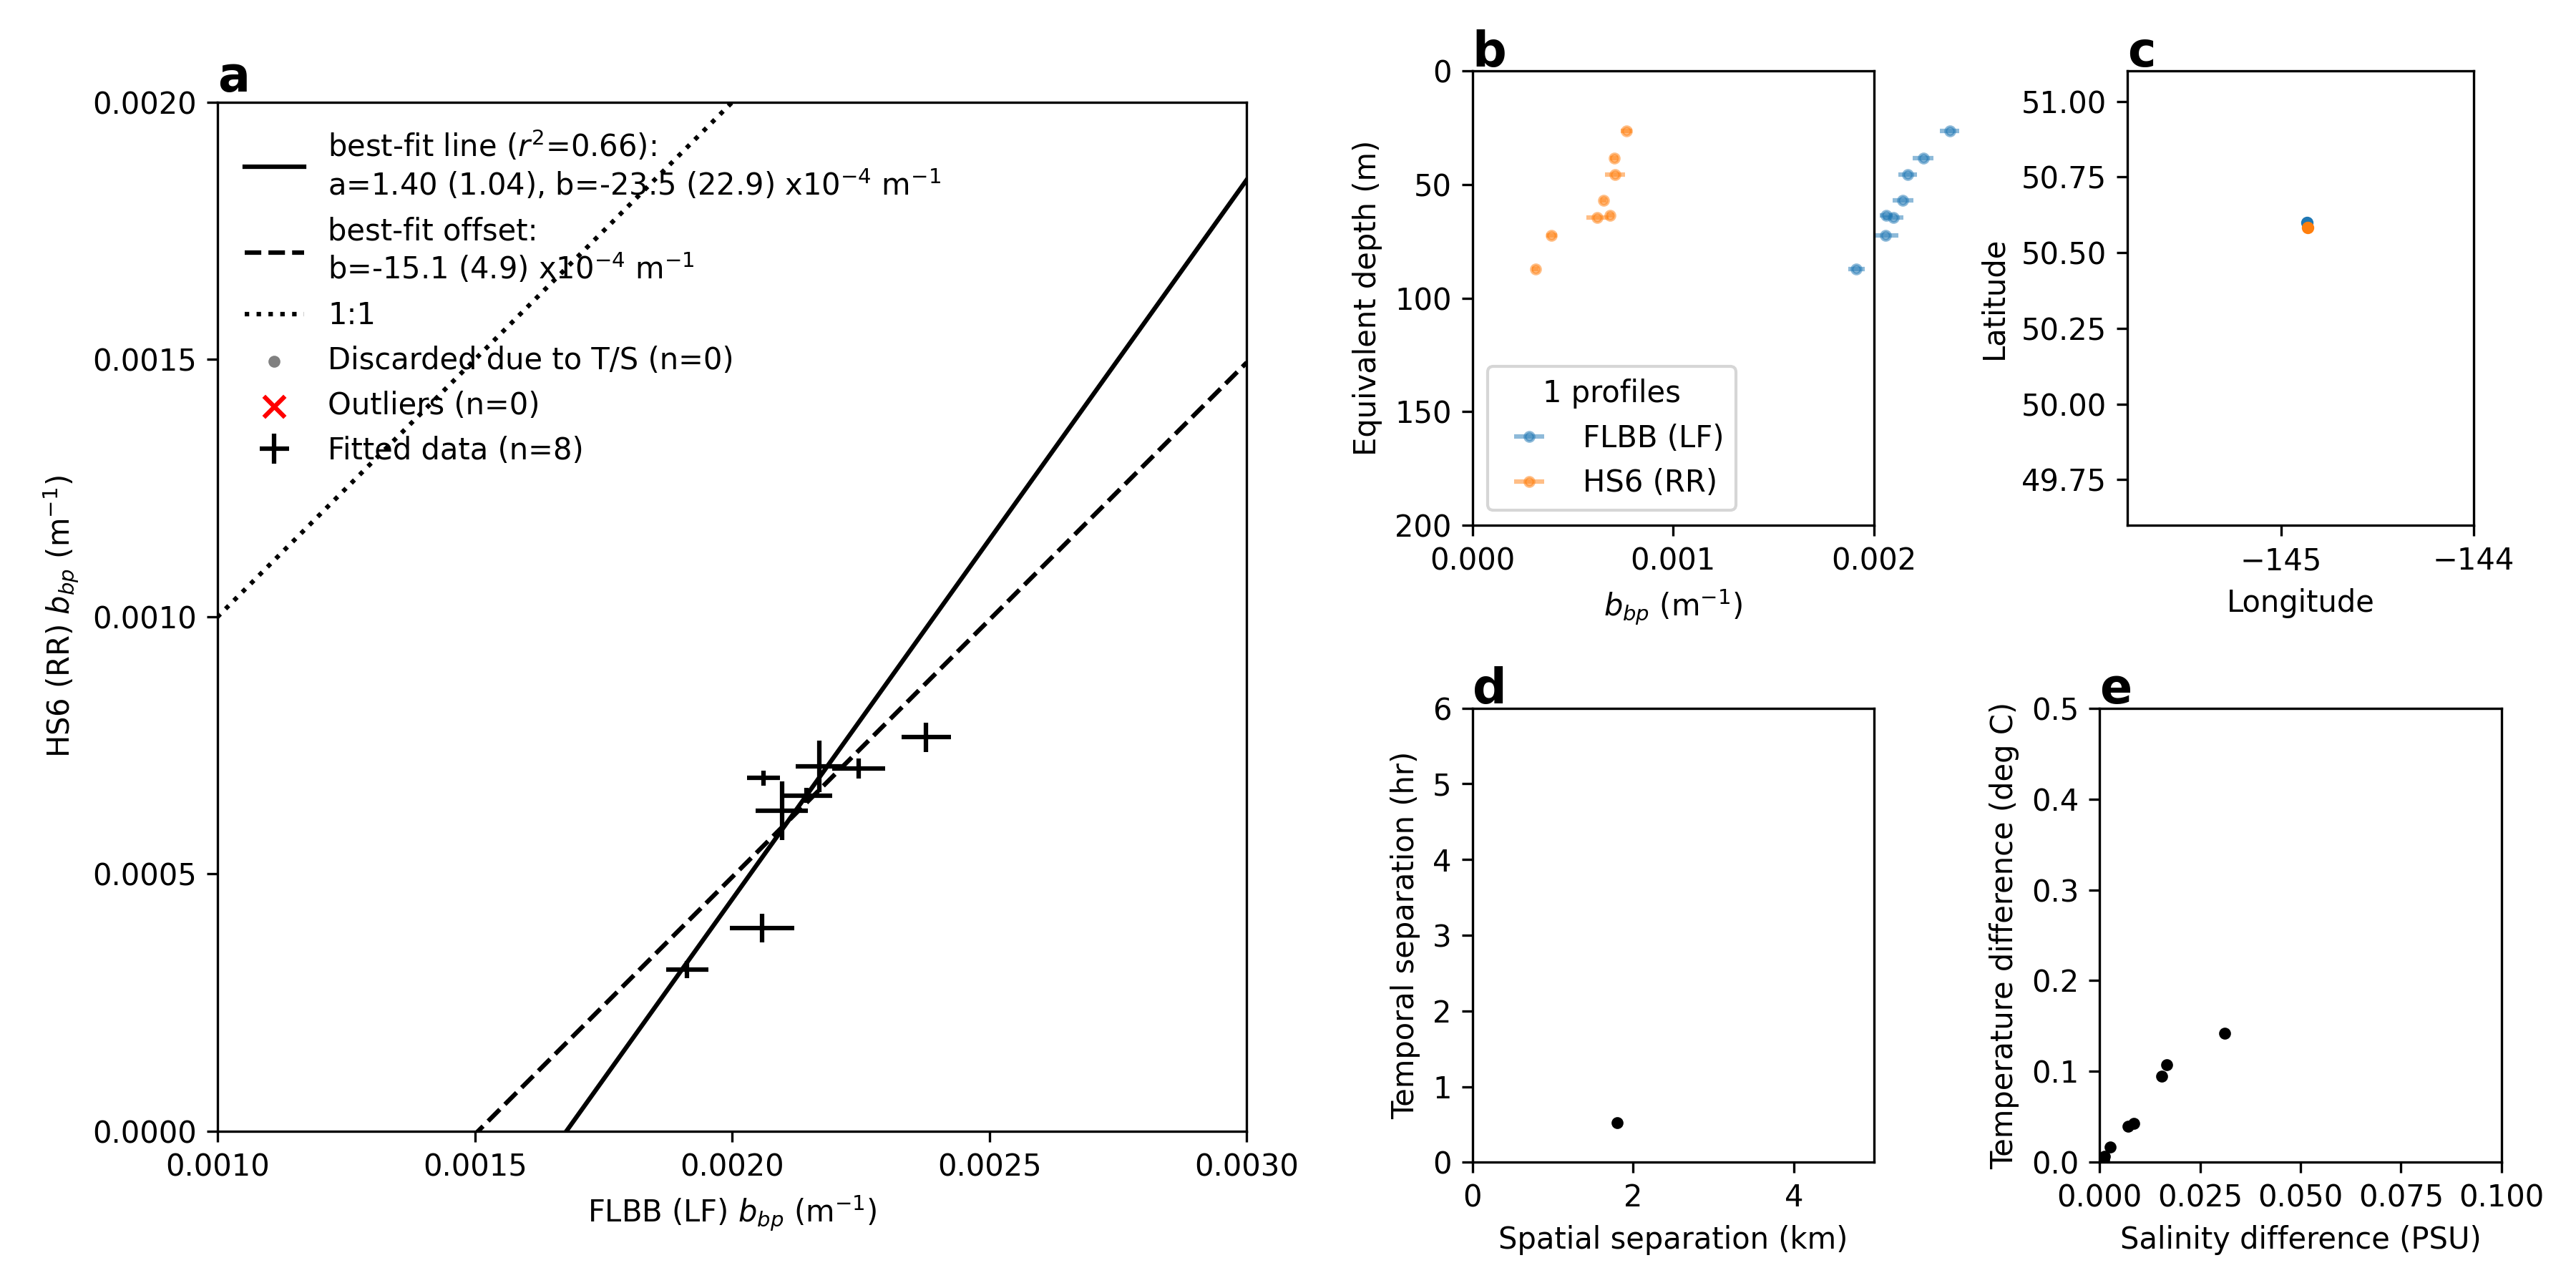 a
0.0020
0.0015
0.0010
0.0005
0.0000
HS6 (RR) b_bp (m⁻¹)
best-fit line (r²=0.66):
a=1.40 (1.04), b=-23.5 (22.9) x10⁻⁴ m⁻¹
best-fit offset:
b=-15.1 (4.9) x10⁻⁴ m⁻¹
1:1
Discarded due to T/S (n=0)
Outliers (n=0)
Fitted data (n=8)
0.0010 0.0015 0.0020 0.0025 0.0030
FLBB (LF) b_bp (m⁻¹)
b
0
50
100
150
200
Equivalent depth (m)
1 profiles
FLBB (LF)
HS6 (RR)
0.000 0.001 0.002
b_bp (m⁻¹)
c
51.00
50.75
50.50
50.25
50.00
49.75
Latitude
−145 −144
Longitude
d
6
5
4
3
2
1
0
Temporal separation (hr)
0 2 4
Spatial separation (km)
e
0.5
0.4
0.3
0.2
0.1
0.0
Temperature difference (deg C)
0.000 0.025 0.050 0.075 0.100
Salinity difference (PSU)